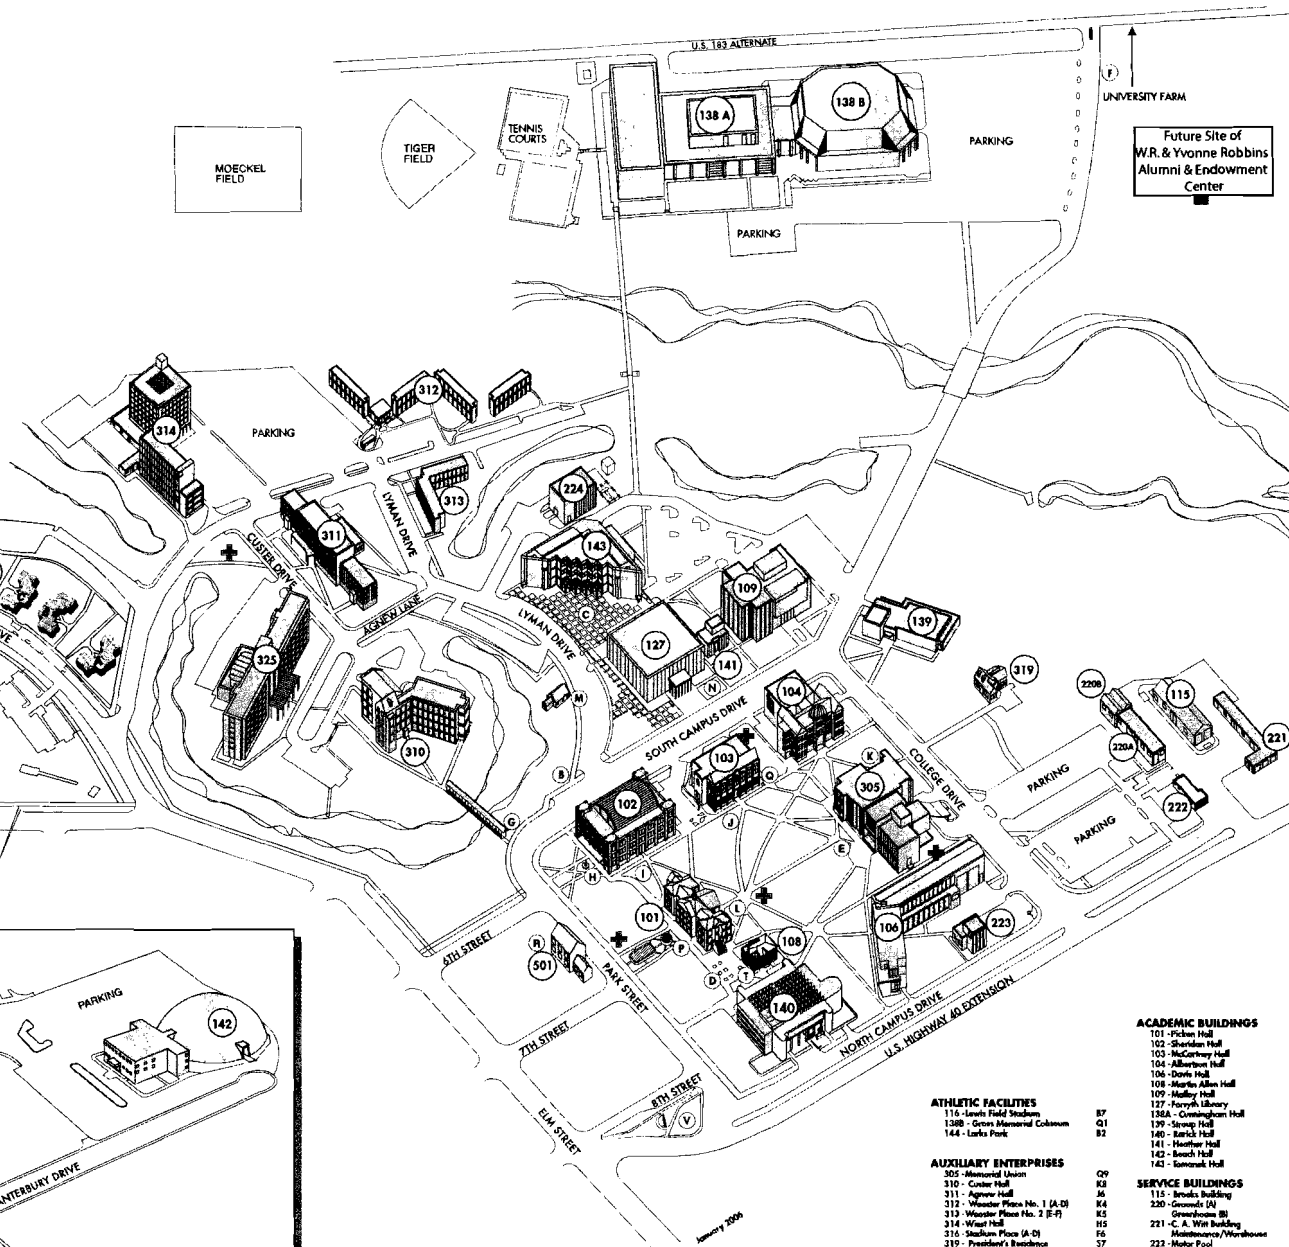 U.S. 183 ALTERNATE
F
UNIVERSITY FARM
138 A
138 B
TENNIS
COURTS
TIGER
FIELD
MOECKEL
FIELD
PARKING
Future Site of
W.R. & Yvonne Robbins
Alumni & Endowment
Center
PARKING
312
314
PARKING
313
224
LYMAN DRIVE
311
CUSTER DRIVE
143
109
AGNEW LANE
C
LYMAN DRIVE
139
127
325
141
319
N
M
104
220B
115
310
SOUTH CAMPUS DRIVE
103
K
COLLEGE DRIVE
220A
221
B
Q
305
PARKING
102
222
G
J
PARKING
E
H
I
101
L
106
223
6TH STREET
R
501
P
108
PARK STREET
D
T
140
PARKING
142
7TH STREET
NORTH CAMPUS DRIVE
U.S. HIGHWAY 40 EXTENSION
8TH STREET
V
ELM STREET
ANTERBURY DRIVE
January 2006
ATHLETIC FACILITIES
116 - Lewis Field Stadium B7
138B - Gross Memorial Coliseum Q1
144 - Larks Park B2
AUXILIARY ENTERPRISES
305 - Memorial Union Q9
310 - Custer Hall K8
311 - Agnew Hall J6
312 - Wooster Place No. 1 (A-D) K4
313 - Wooster Place No. 2 (E-F) K5
314 - Wiest Hall H5
316 - Stadium Place (A-D) F6
319 - President's Residence S7
ACADEMIC BUILDINGS
101 - Picken Hall
102 - Sheridan Hall
103 - McCartney Hall
104 - Albertson Hall
106 - Davis Hall
108 - Martin Allen Hall
109 - Malloy Hall
127 - Forsyth Library
138A - Cunningham Hall
139 - Stroup Hall
140 - Rarick Hall
141 - Heather Hall
142 - Beach Hall
143 - Tomanek Hall
SERVICE BUILDINGS
115 - Brooks Building
220 - Grounds (A)
Greenhouse (B)
221 - C. A. Witt Building
Maintenance/Warehouse
222 - Motor Pool